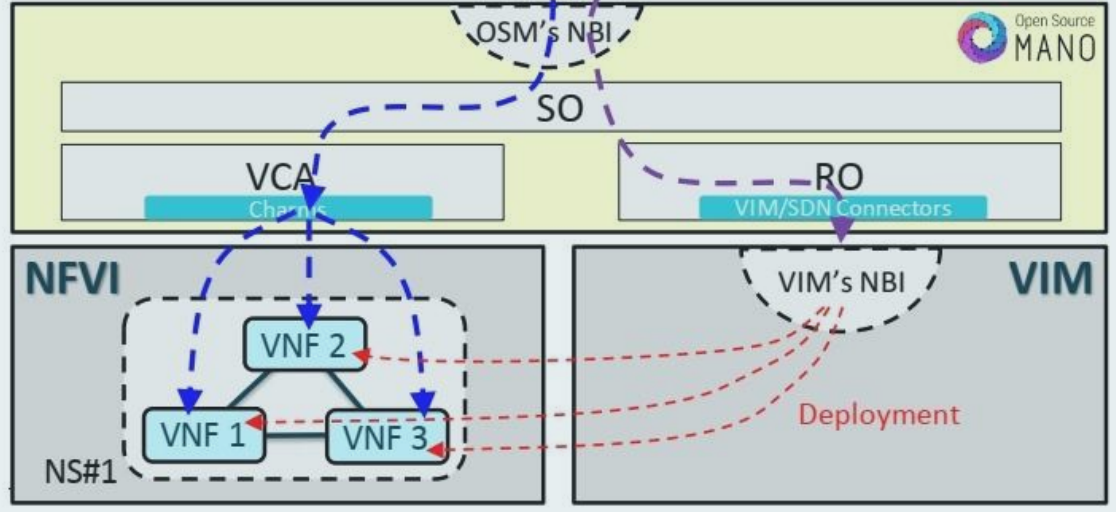 OSM's NBI
Open Source
MANO
SO
VCA
Charms
RO
VIM/SDN Connectors
NFVI
VIM's NBI
VIM
VNF 2
VNF 1
VNF 3
Deployment
NS#1